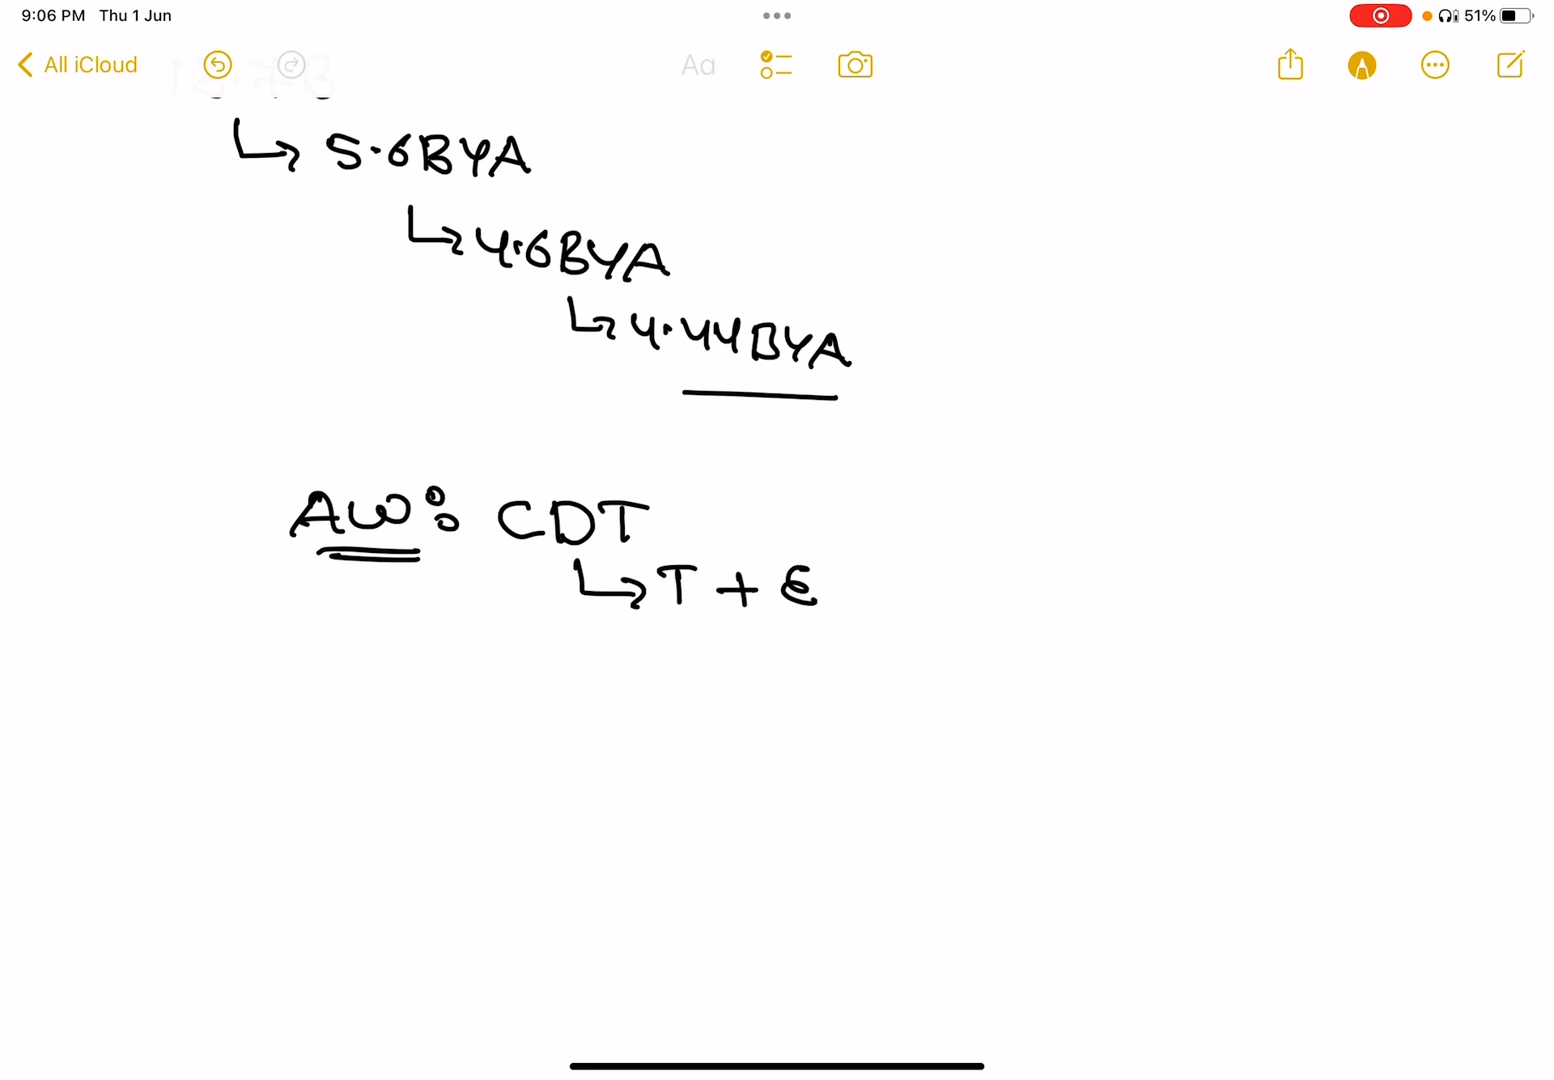 9:06 PM Thu 1 Jun
51%
All iCloud
Aa
5.6BYA
4.6BYA
4.44BYA
AW: CDT
T + E